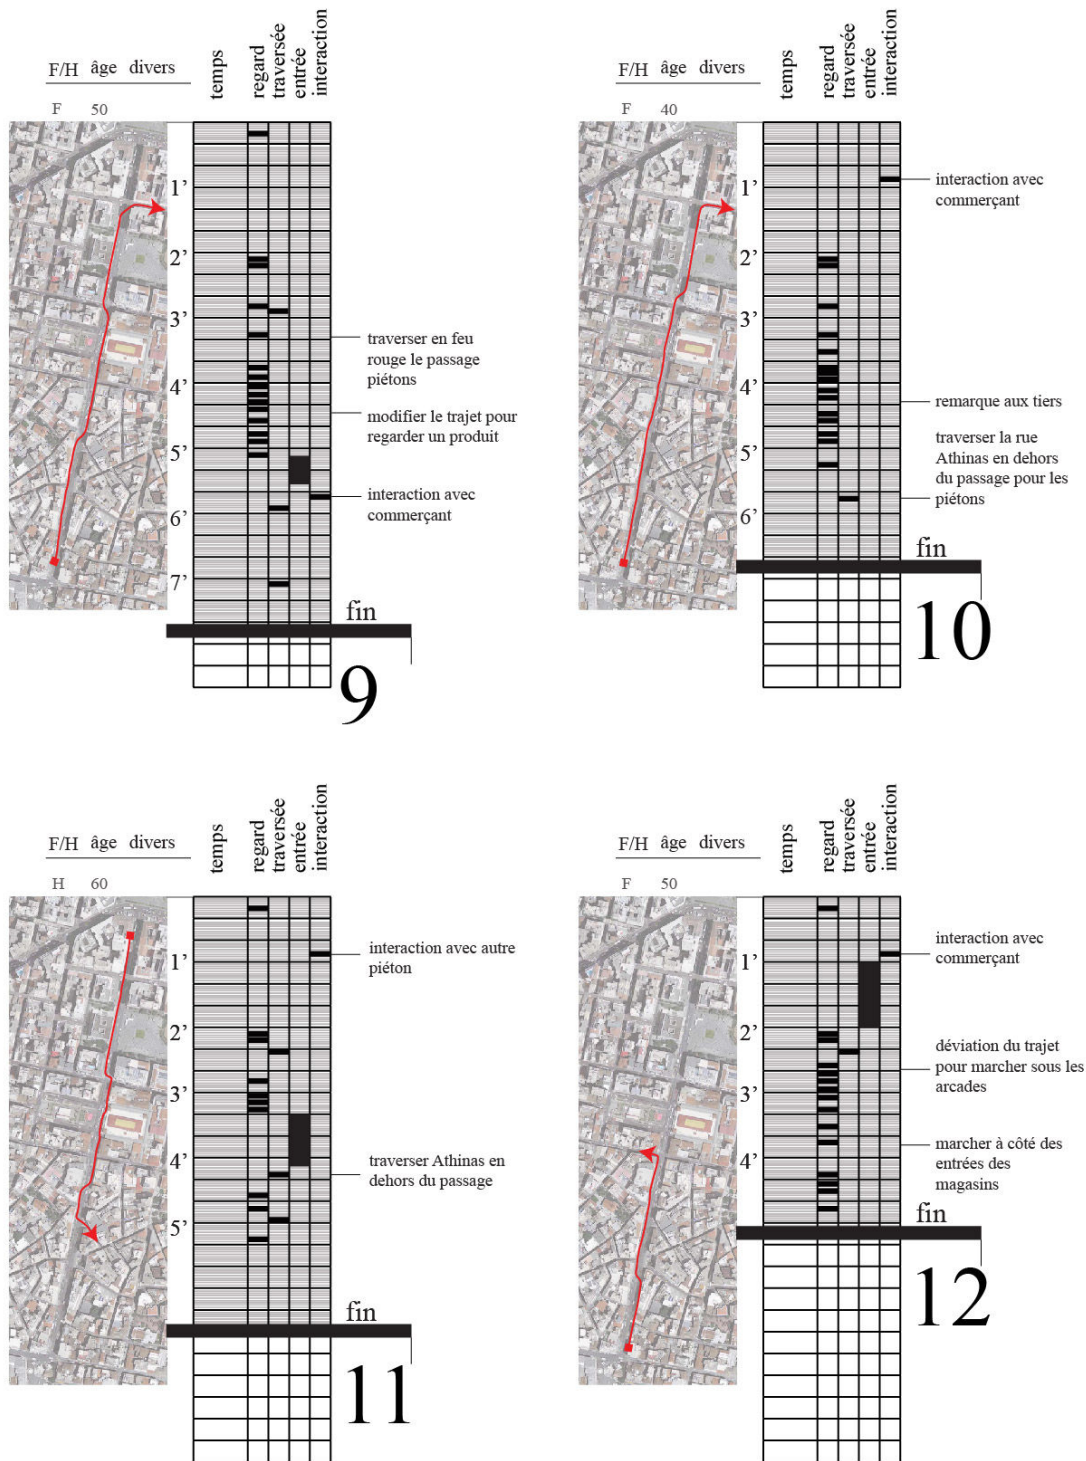 F/H âge divers
temps
regard
traversée
entrée
interaction
F 50
1’
2’
3’
traverser en feu
rouge le passage
piétons
4’
modifier le trajet pour
regarder un produit
5’
interaction avec
commerçant
6’
7’
fin
9
F/H âge divers
temps
regard
traversée
entrée
interaction
F 40
1’
interaction avec
commerçant
2’
3’
4’
remarque aux tiers
traverser la rue
Athinas en dehors
du passage pour les
piétons
5’
6’
fin
10
F/H âge divers
temps
regard
traversée
entrée
interaction
H 60
1’
interaction avec autre
piéton
2’
3’
4’
traverser Athinas en
dehors du passage
5’
fin
11
F/H âge divers
temps
regard
traversée
entrée
interaction
F 50
1’
interaction avec
commerçant
2’
déviation du trajet
pour marcher sous les
arcades
3’
marcher à côté des
entrées des
magasins
4’
fin
12